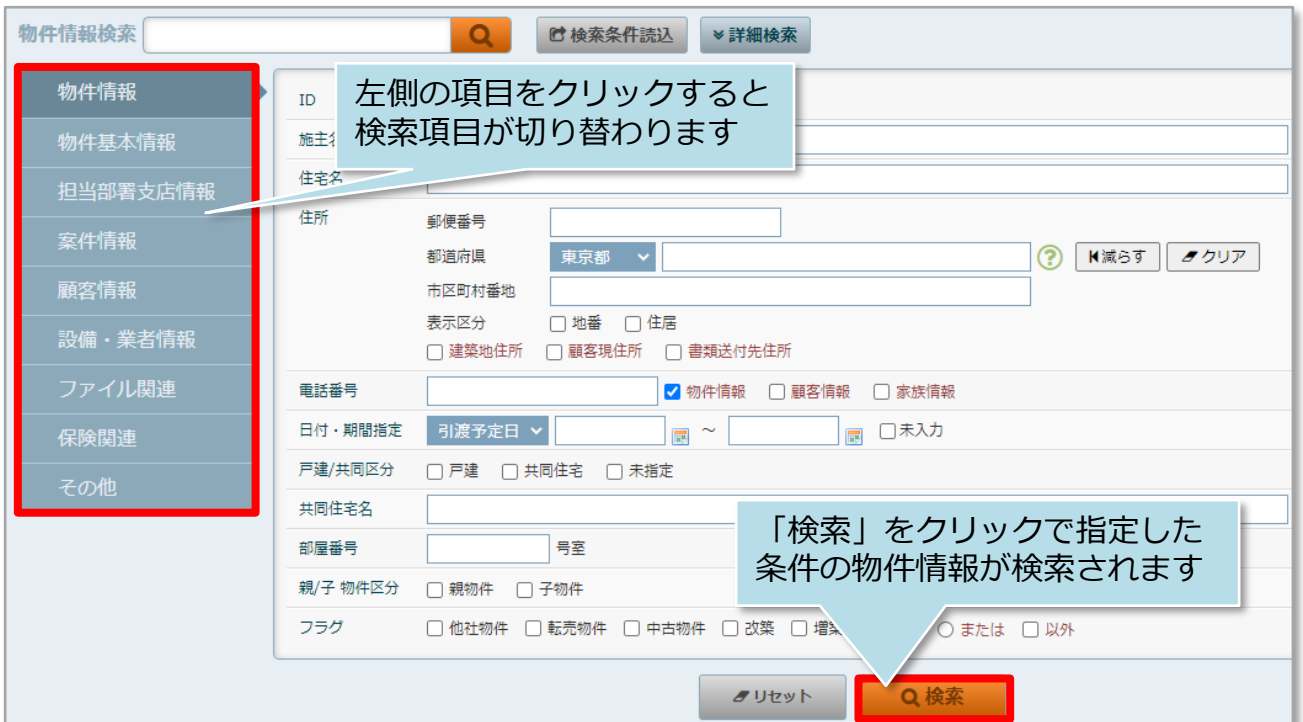 物件情報検索
検索条件読込
詳細検索
物件情報
物件基本情報
担当部署支店情報
案件情報
顧客情報
設備・業者情報
ファイル関連
保険関連
その他
左側の項目をクリックすると
検索項目が切り替わります
ID
施主名
住宅名
住所
郵便番号
都道府県 東京都 ? 減らす クリア
市区町村番地
表示区分 地番 住居
建築地住所 顧客現住所 書類送付先住所
電話番号 物件情報 顧客情報 家族情報
日付・期間指定 引渡予定日 ~ 未入力
戸建/共同区分 戸建 共同住宅 未指定
共同住宅名
部屋番号 号室
親/子 物件区分 親物件 子物件
フラグ 他社物件 転売物件 中古物件 改築 増築 または 以外
「検索」をクリックで指定した
条件の物件情報が検索されます
リセット 検索